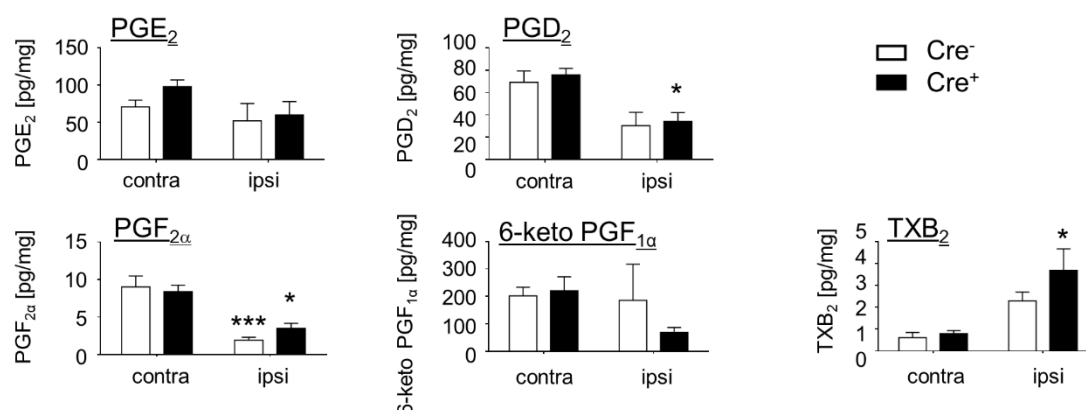 PGE2
PGE2 [pg/mg]
150
100
50
0
contra ipsi
PGD2
PGD2 [pg/mg]
100
80
60
40
20
0
*
contra ipsi
Cre-
Cre+
PGF2α
PGF2α [pg/mg]
15
10
5
0
*** *
contra ipsi
6-keto PGF1α
6-keto PGF1α [pg/mg]
400
300
200
100
0
contra ipsi
TXB2
TXB2 [pg/mg]
5
4
3
2
1
0
*
contra ipsi